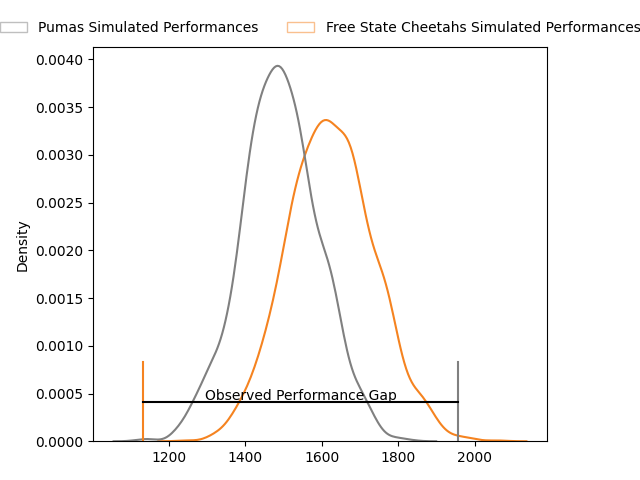 Pumas Simulated Performances
Free State Cheetahs Simulated Performances
Density
0.0040
0.0035
0.0030
0.0025
0.0020
0.0015
0.0010
0.0005
0.0000
Observed Performance Gap
1200 1400 1600 1800 2000